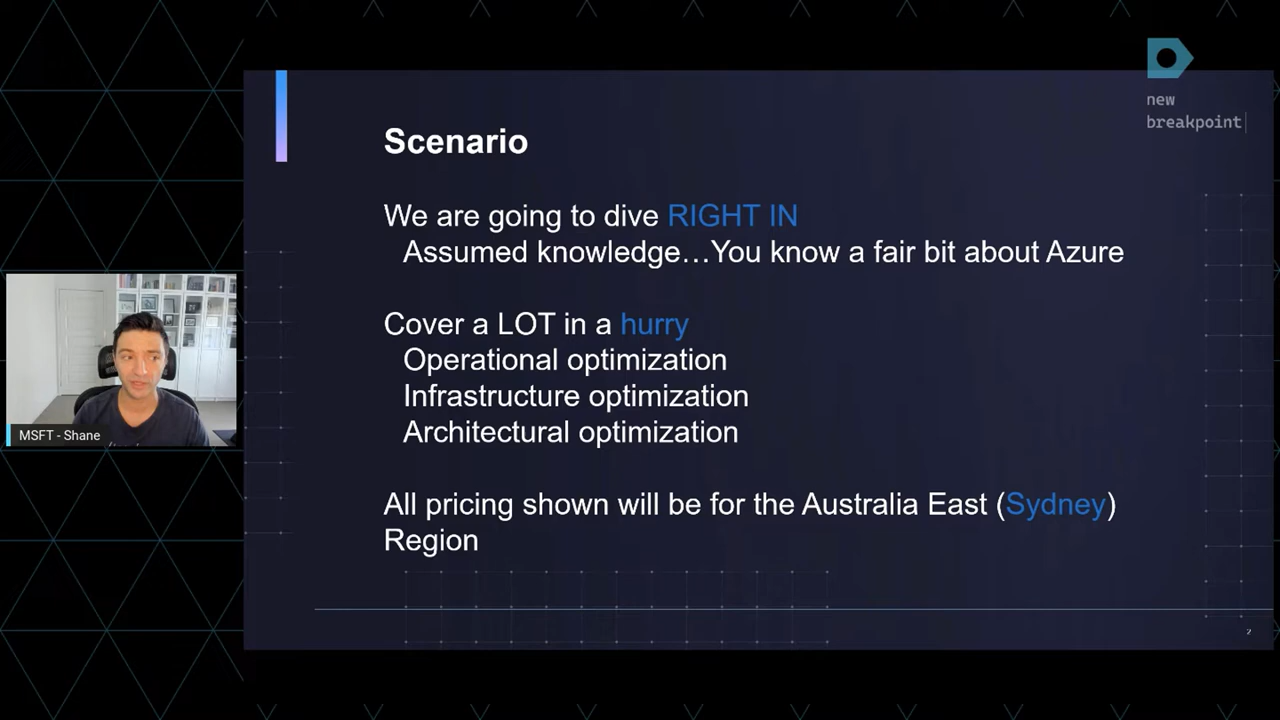 new
breakpoint
Scenario
We are going to dive RIGHT IN
Assumed knowledge…You know a fair bit about Azure
Cover a LOT in a hurry
Operational optimization
Infrastructure optimization
Architectural optimization
All pricing shown will be for the Australia East (Sydney)
Region
MSFT - Shane
2